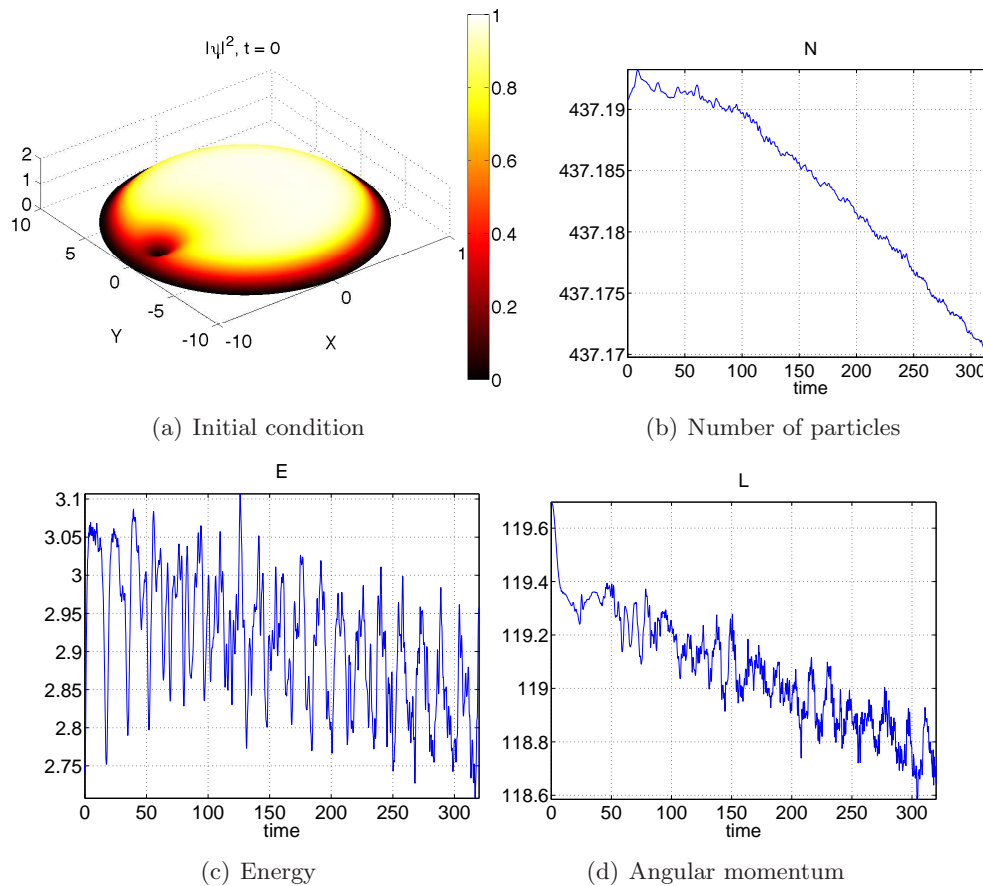 |ψ|², t = 0
2
1
0
10
5
0
-5
-10
Y
-10
0
1
X
1
0.8
0.6
0.4
0.2
0
(a) Initial condition
N
437.19
437.185
437.18
437.175
437.17
0 50 100 150 200 250 300
time
(b) Number of particles
E
3.1
3.05
3
2.95
2.9
2.85
2.8
2.75
0 50 100 150 200 250 300
time
(c) Energy
L
119.6
119.4
119.2
119
118.8
118.6
0 50 100 150 200 250 300
time
(d) Angular momentum